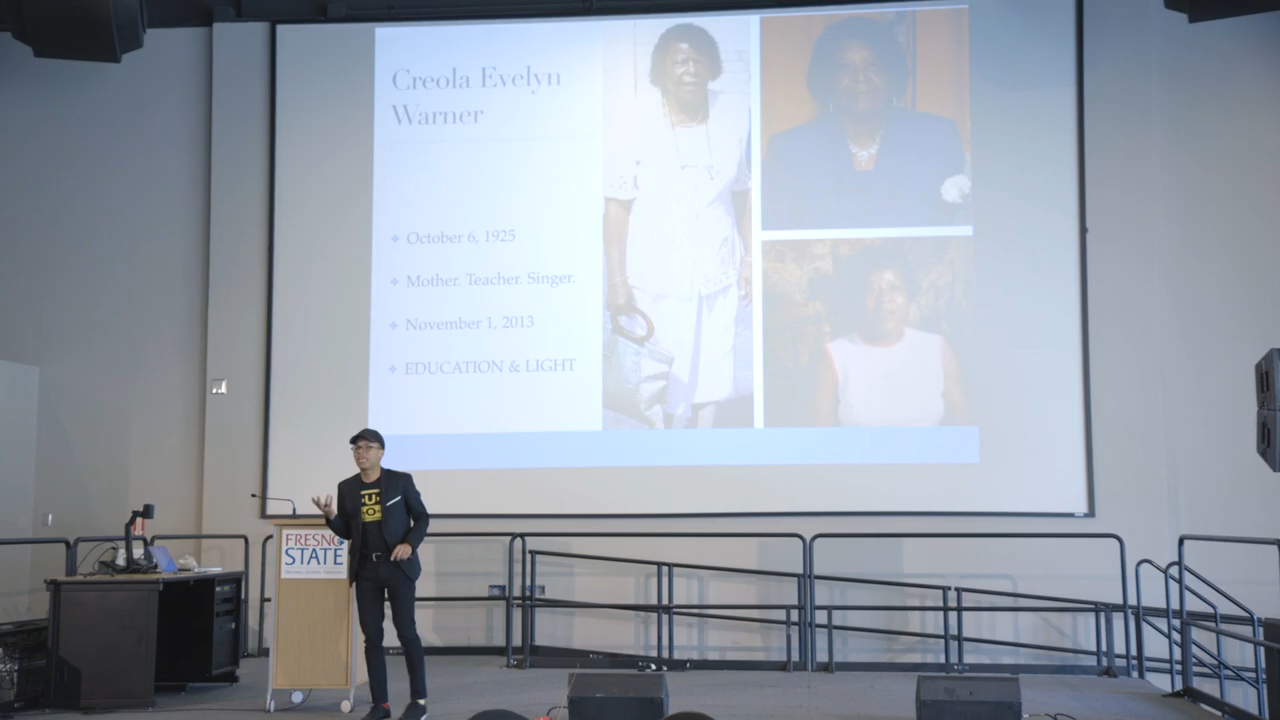 Creola Evelyn
Warner
October 6, 1925
Mother. Teacher. Singer.
November 1, 2013
EDUCATION & LIGHT
FRESNO
STATE